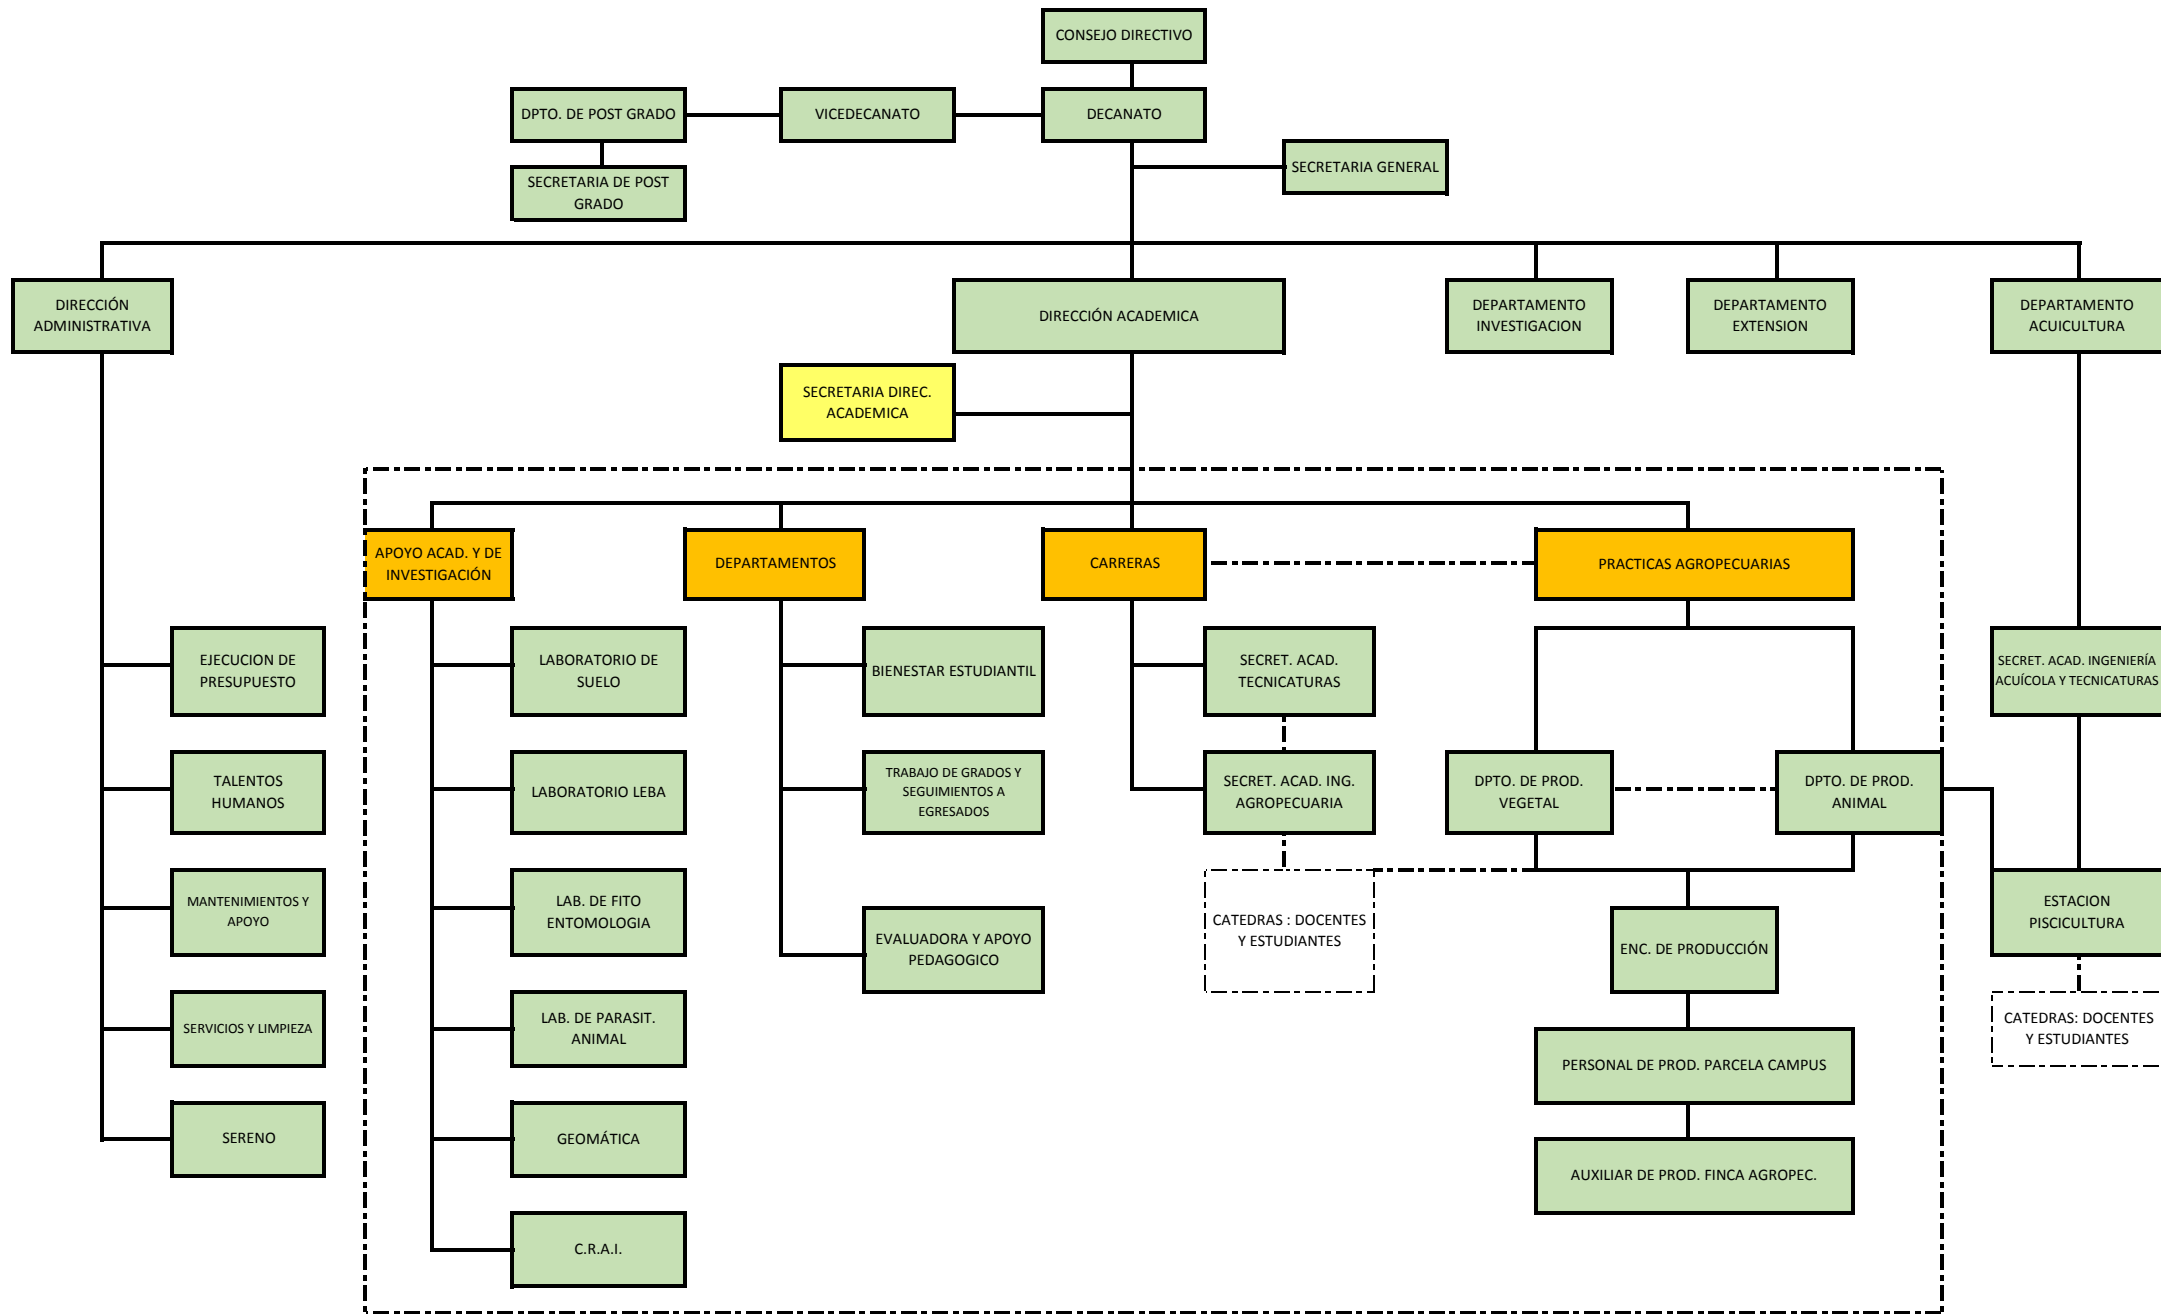 CONSEJO DIRECTIVO
DPTO. DE POST GRADO
VICEDECANATO
DECANATO
SECRETARIA GENERAL
SECRETARIA DE POST
GRADO
DIRECCIÓN
ADMINISTRATIVA
DIRECCIÓN ACADEMICA
DEPARTAMENTO
INVESTIGACION
DEPARTAMENTO
EXTENSION
DEPARTAMENTO
ACUICULTURA
SECRETARIA DIREC.
ACADEMICA
APOYO ACAD. Y DE
INVESTIGACIÓN
DEPARTAMENTOS
CARRERAS
PRACTICAS AGROPECUARIAS
EJECUCION DE
PRESUPUESTO
LABORATORIO DE
SUELO
BIENESTAR ESTUDIANTIL
SECRET. ACAD.
TECNICATURAS
SECRET. ACAD. INGENIERÍA
ACUÍCOLA Y TECNICATURAS
TALENTOS
HUMANOS
LABORATORIO LEBA
TRABAJO DE GRADOS Y
SEGUIMIENTOS A
EGRESADOS
SECRET. ACAD. ING.
AGROPECUARIA
DPTO. DE PROD.
VEGETAL
DPTO. DE PROD.
ANIMAL
MANTENIMIENTOS Y
APOYO
LAB. DE FITO
ENTOMOLOGIA
EVALUADORA Y APOYO
PEDAGOGICO
CATEDRAS : DOCENTES
Y ESTUDIANTES
ENC. DE PRODUCCIÓN
ESTACION
PISCICULTURA
SERVICIOS Y LIMPIEZA
LAB. DE PARASIT.
ANIMAL
PERSONAL DE PROD. PARCELA CAMPUS
CATEDRAS: DOCENTES
Y ESTUDIANTES
SERENO
GEOMÁTICA
AUXILIAR DE PROD. FINCA AGROPEC.
C.R.A.I.